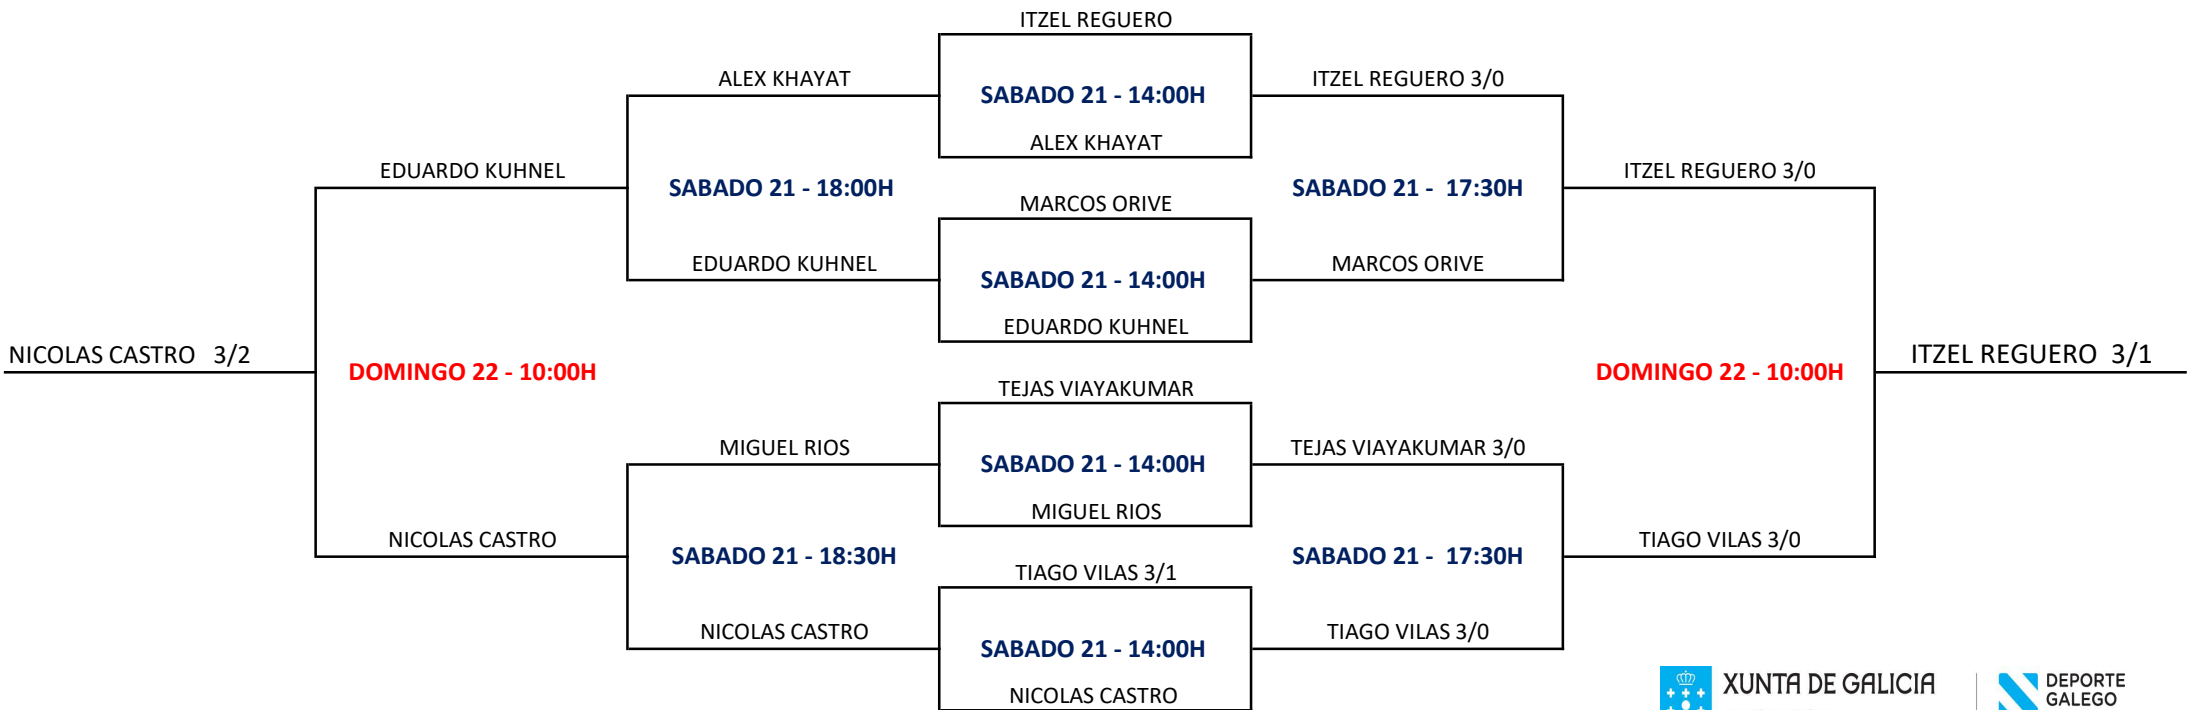 ITZEL REGUERO
ALEX KHAYAT
SABADO 21 - 14:00H
ITZEL REGUERO 3/0
ALEX KHAYAT
EDUARDO KUHNEL
SABADO 21 - 18:00H
MARCOS ORIVE
SABADO 21 - 17:30H
ITZEL REGUERO 3/0
EDUARDO KUHNEL
SABADO 21 - 14:00H
MARCOS ORIVE
EDUARDO KUHNEL
NICOLAS CASTRO 3/2
DOMINGO 22 - 10:00H
DOMINGO 22 - 10:00H
ITZEL REGUERO 3/1
TEJAS VIAYAKUMAR
MIGUEL RIOS
SABADO 21 - 14:00H
TEJAS VIAYAKUMAR 3/0
MIGUEL RIOS
NICOLAS CASTRO
SABADO 21 - 18:30H
TIAGO VILAS 3/1
SABADO 21 - 17:30H
TIAGO VILAS 3/0
NICOLAS CASTRO
SABADO 21 - 14:00H
TIAGO VILAS 3/0
NICOLAS CASTRO
XUNTA DE GALICIA
DEPORTE
GALEGO